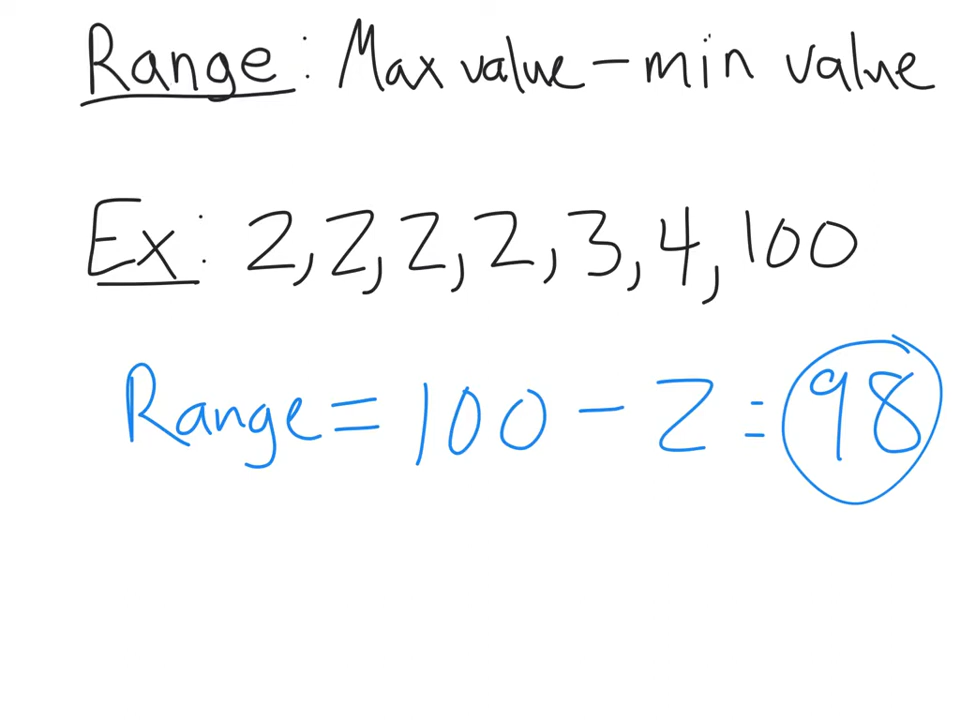 Range: Max value - min value
Ex: 2, 2, 2, 2, 3, 4, 100
Range = 100 - 2 = 98